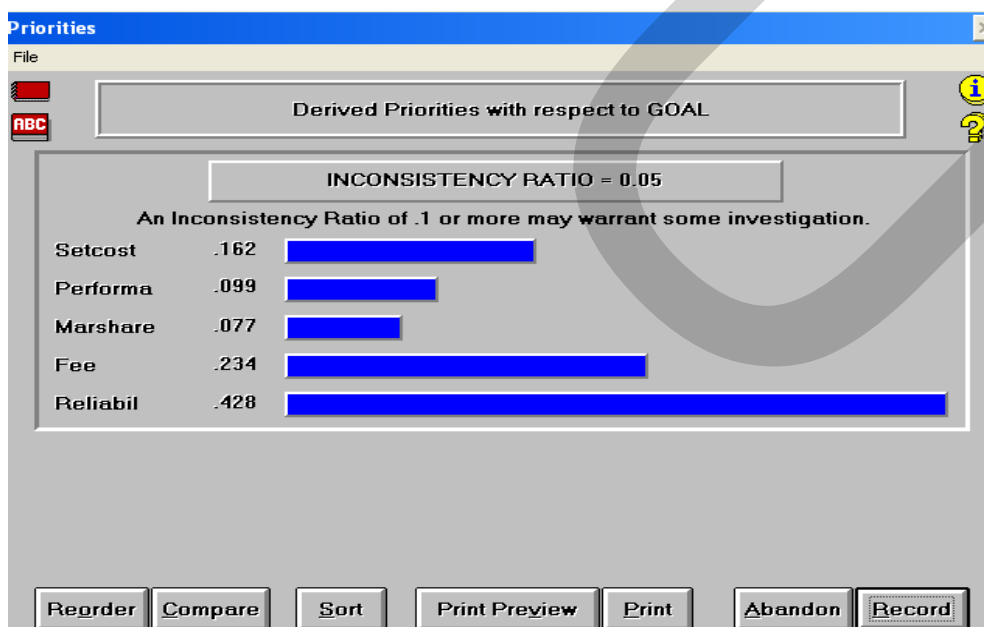 Priorities
File
ABC
Derived Priorities with respect to GOAL
i
?
INCONSISTENCY RATIO = 0.05
An Inconsistency Ratio of .1 or more may warrant some investigation.
Setcost .162
Performa .099
Marshare .077
Fee .234
Reliabil .428
Reorder Compare Sort Print Preview Print Abandon Record